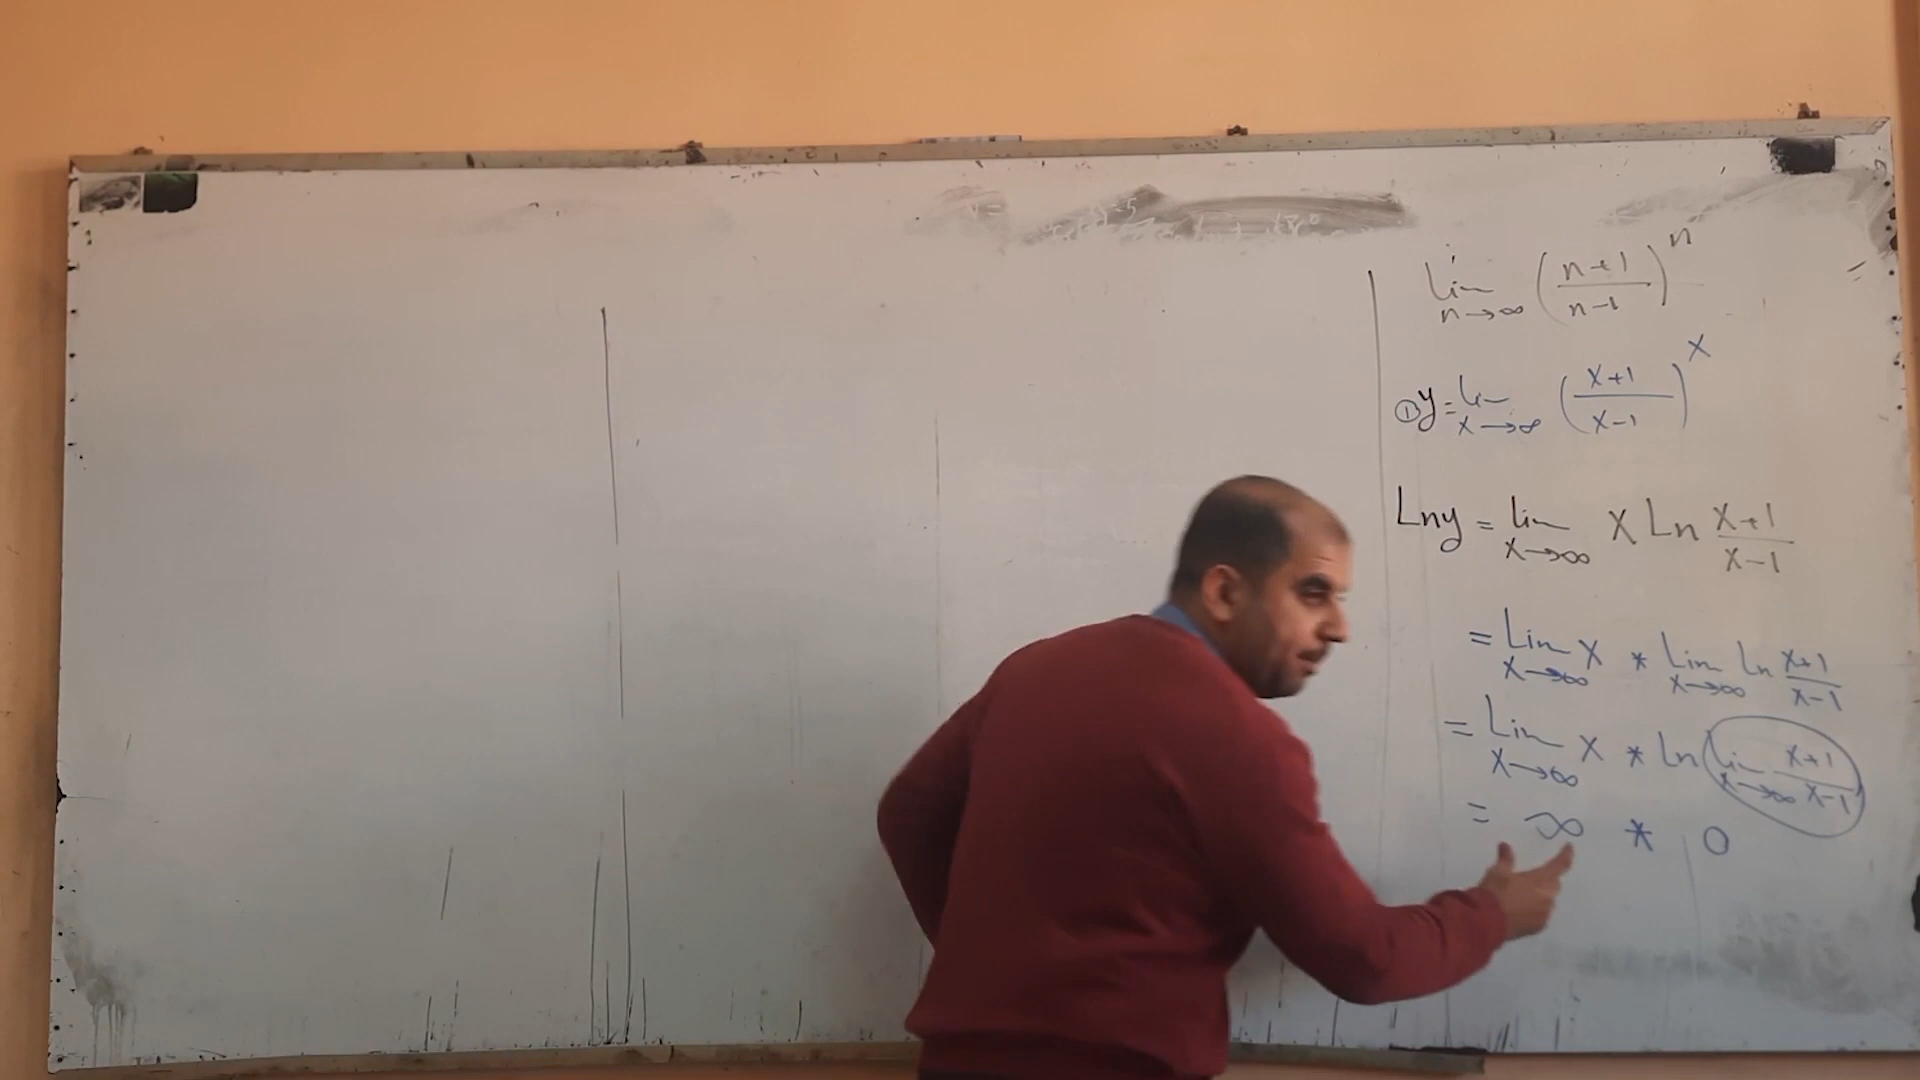 lim n→∞ (n+1/n-1)^n
① y = lim x→∞ (x+1/x-1)^x
Lny = lim x→∞ x Ln x+1/x-1
= Lim x→∞ x * Lim x→∞ Ln x+1/x-1
= Lim x→∞ x * Ln lim x→∞ x+1/x-1
= ∞ * 0